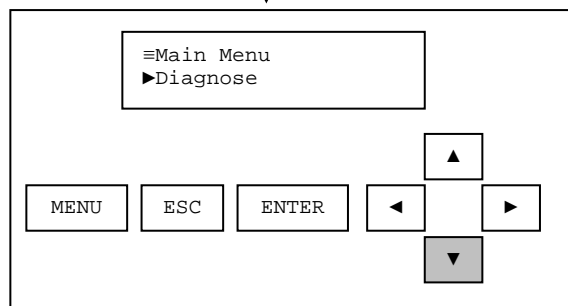 ≡Main Menu
►Diagnose
▲
MENU ESC ENTER ◄ ►
▼